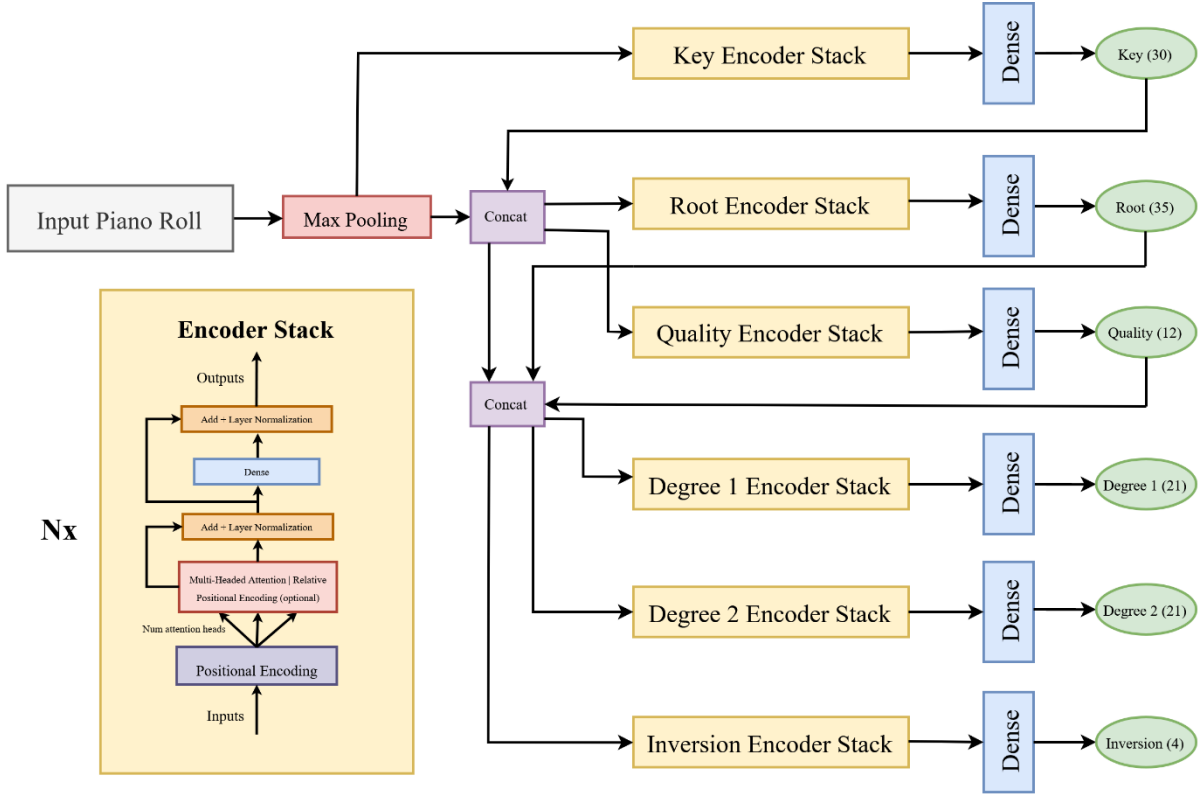 Key Encoder Stack
Dense
Key (30)
Input Piano Roll
Max Pooling
Concat
Root Encoder Stack
Dense
Root (35)
Quality Encoder Stack
Dense
Quality (12)
Concat
Degree 1 Encoder Stack
Dense
Degree 1 (21)
Degree 2 Encoder Stack
Dense
Degree 2 (21)
Inversion Encoder Stack
Dense
Inversion (4)
Nx
Encoder Stack
Outputs
Add + Layer Normalization
Dense
Add + Layer Normalization
Multi-Headed Attention | Relative
Positional Encoding (optional)
Num attention heads
Positional Encoding
Inputs